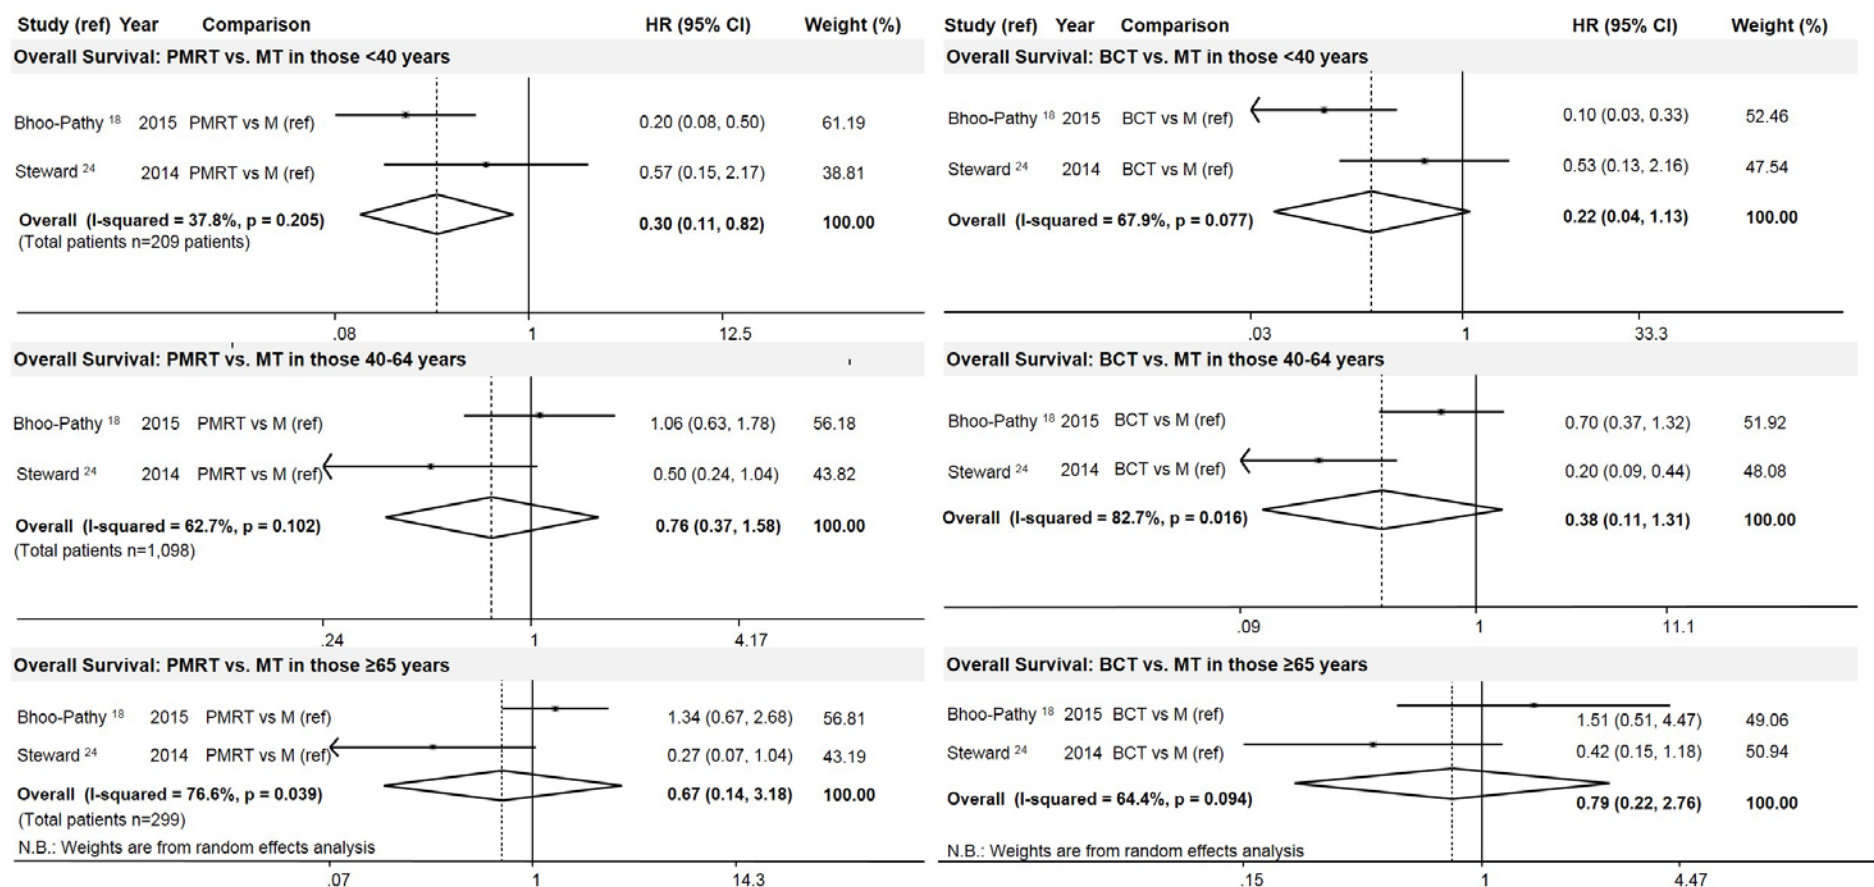 Study (ref) Year Comparison HR (95% CI) Weight (%)
Overall Survival: PMRT vs. MT in those <40 years
Bhoo-Pathy 18 2015 PMRT vs M (ref) 0.20 (0.08, 0.50) 61.19
Steward 24 2014 PMRT vs M (ref) 0.57 (0.15, 2.17) 38.81
Overall (I-squared = 37.8%, p = 0.205) 0.30 (0.11, 0.82) 100.00
(Total patients n=209 patients)
.08 1 12.5
Overall Survival: PMRT vs. MT in those 40-64 years
Bhoo-Pathy 18 2015 PMRT vs M (ref) 1.06 (0.63, 1.78) 56.18
Steward 24 2014 PMRT vs M (ref) 0.50 (0.24, 1.04) 43.82
Overall (I-squared = 62.7%, p = 0.102) 0.76 (0.37, 1.58) 100.00
(Total patients n=1,098)
.24 1 4.17
Overall Survival: PMRT vs. MT in those ≥65 years
Bhoo-Pathy 18 2015 PMRT vs M (ref) 1.34 (0.67, 2.68) 56.81
Steward 24 2014 PMRT vs M (ref) 0.27 (0.07, 1.04) 43.19
Overall (I-squared = 76.6%, p = 0.039) 0.67 (0.14, 3.18) 100.00
(Total patients n=299)
N.B.: Weights are from random effects analysis
.07 1 14.3
Study (ref) Year Comparison HR (95% CI) Weight (%)
Overall Survival: BCT vs. MT in those <40 years
Bhoo-Pathy 18 2015 BCT vs M (ref) 0.10 (0.03, 0.33) 52.46
Steward 24 2014 BCT vs M (ref) 0.53 (0.13, 2.16) 47.54
Overall (I-squared = 67.9%, p = 0.077) 0.22 (0.04, 1.13) 100.00
.03 1 33.3
Overall Survival: BCT vs. MT in those 40-64 years
Bhoo-Pathy 18 2015 BCT vs M (ref) 0.70 (0.37, 1.32) 51.92
Steward 24 2014 BCT vs M (ref) 0.20 (0.09, 0.44) 48.08
Overall (I-squared = 82.7%, p = 0.016) 0.38 (0.11, 1.31) 100.00
.09 1 11.1
Overall Survival: BCT vs. MT in those ≥65 years
Bhoo-Pathy 18 2015 BCT vs M (ref) 1.51 (0.51, 4.47) 49.06
Steward 24 2014 BCT vs M (ref) 0.42 (0.15, 1.18) 50.94
Overall (I-squared = 64.4%, p = 0.094) 0.79 (0.22, 2.76) 100.00
N.B.: Weights are from random effects analysis
.15 1 4.47